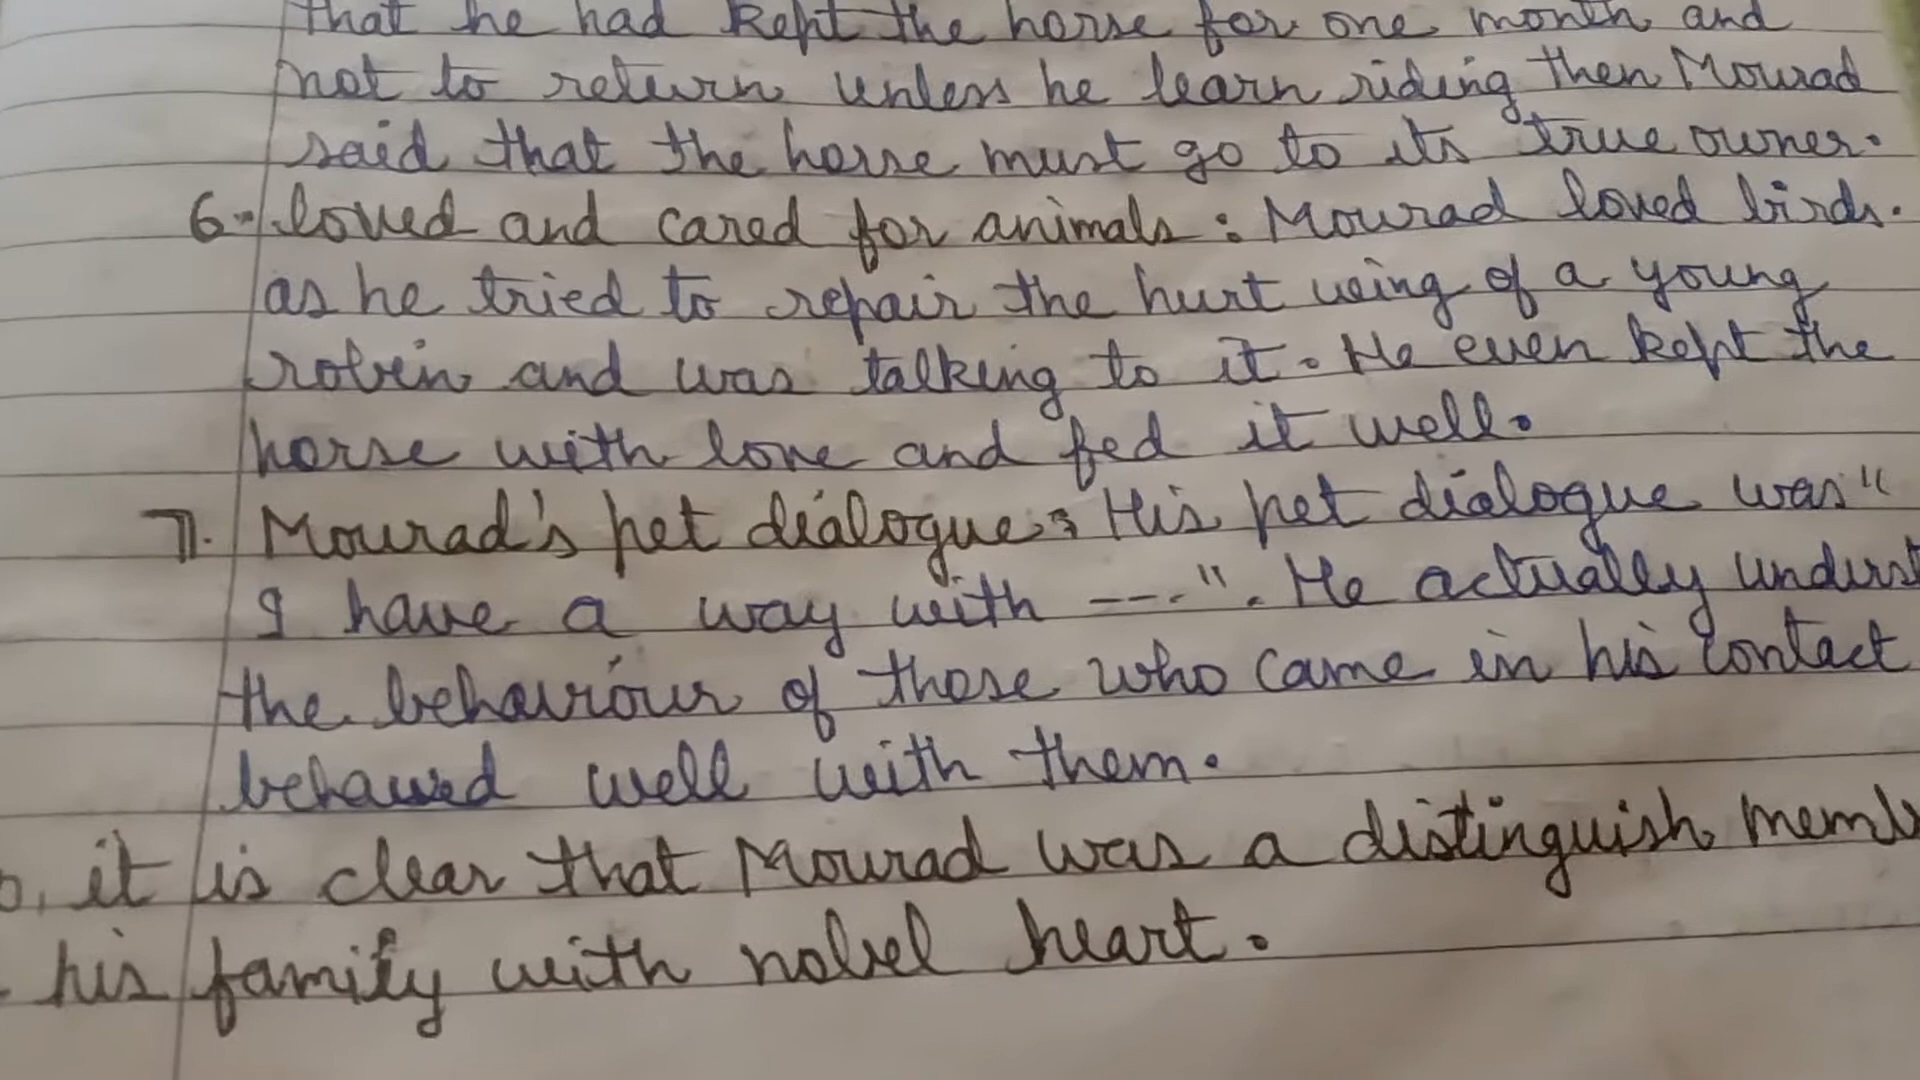 that he had kept the horse for one month and
not to return unless he learn riding then Mourad
said that the horse must go to its true owner.
6. loved and cared for animals : Mourad loved birds.
as he tried to repair the hurt wing of a young
robin and was talking to it. He even kept the
horse with love and fed it well.
7. Mourad's pet dialogue : His pet dialogue was "
I have a way with ---.". He actually underst
the behaviour of those who came in his contact
behaved well with them.
o, it is clear that Mourad was a distinguish memb
his family with nobel heart.